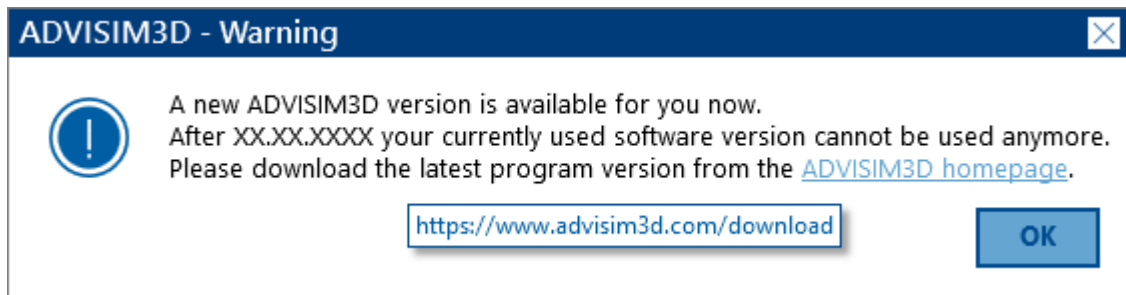 ADVISIM3D - Warning
A new ADVISIM3D version is available for you now.
After XX.XX.XXXX your currently used software version cannot be used anymore.
Please download the latest program version from the ADVISIM3D homepage.
https://www.advisim3d.com/download
OK